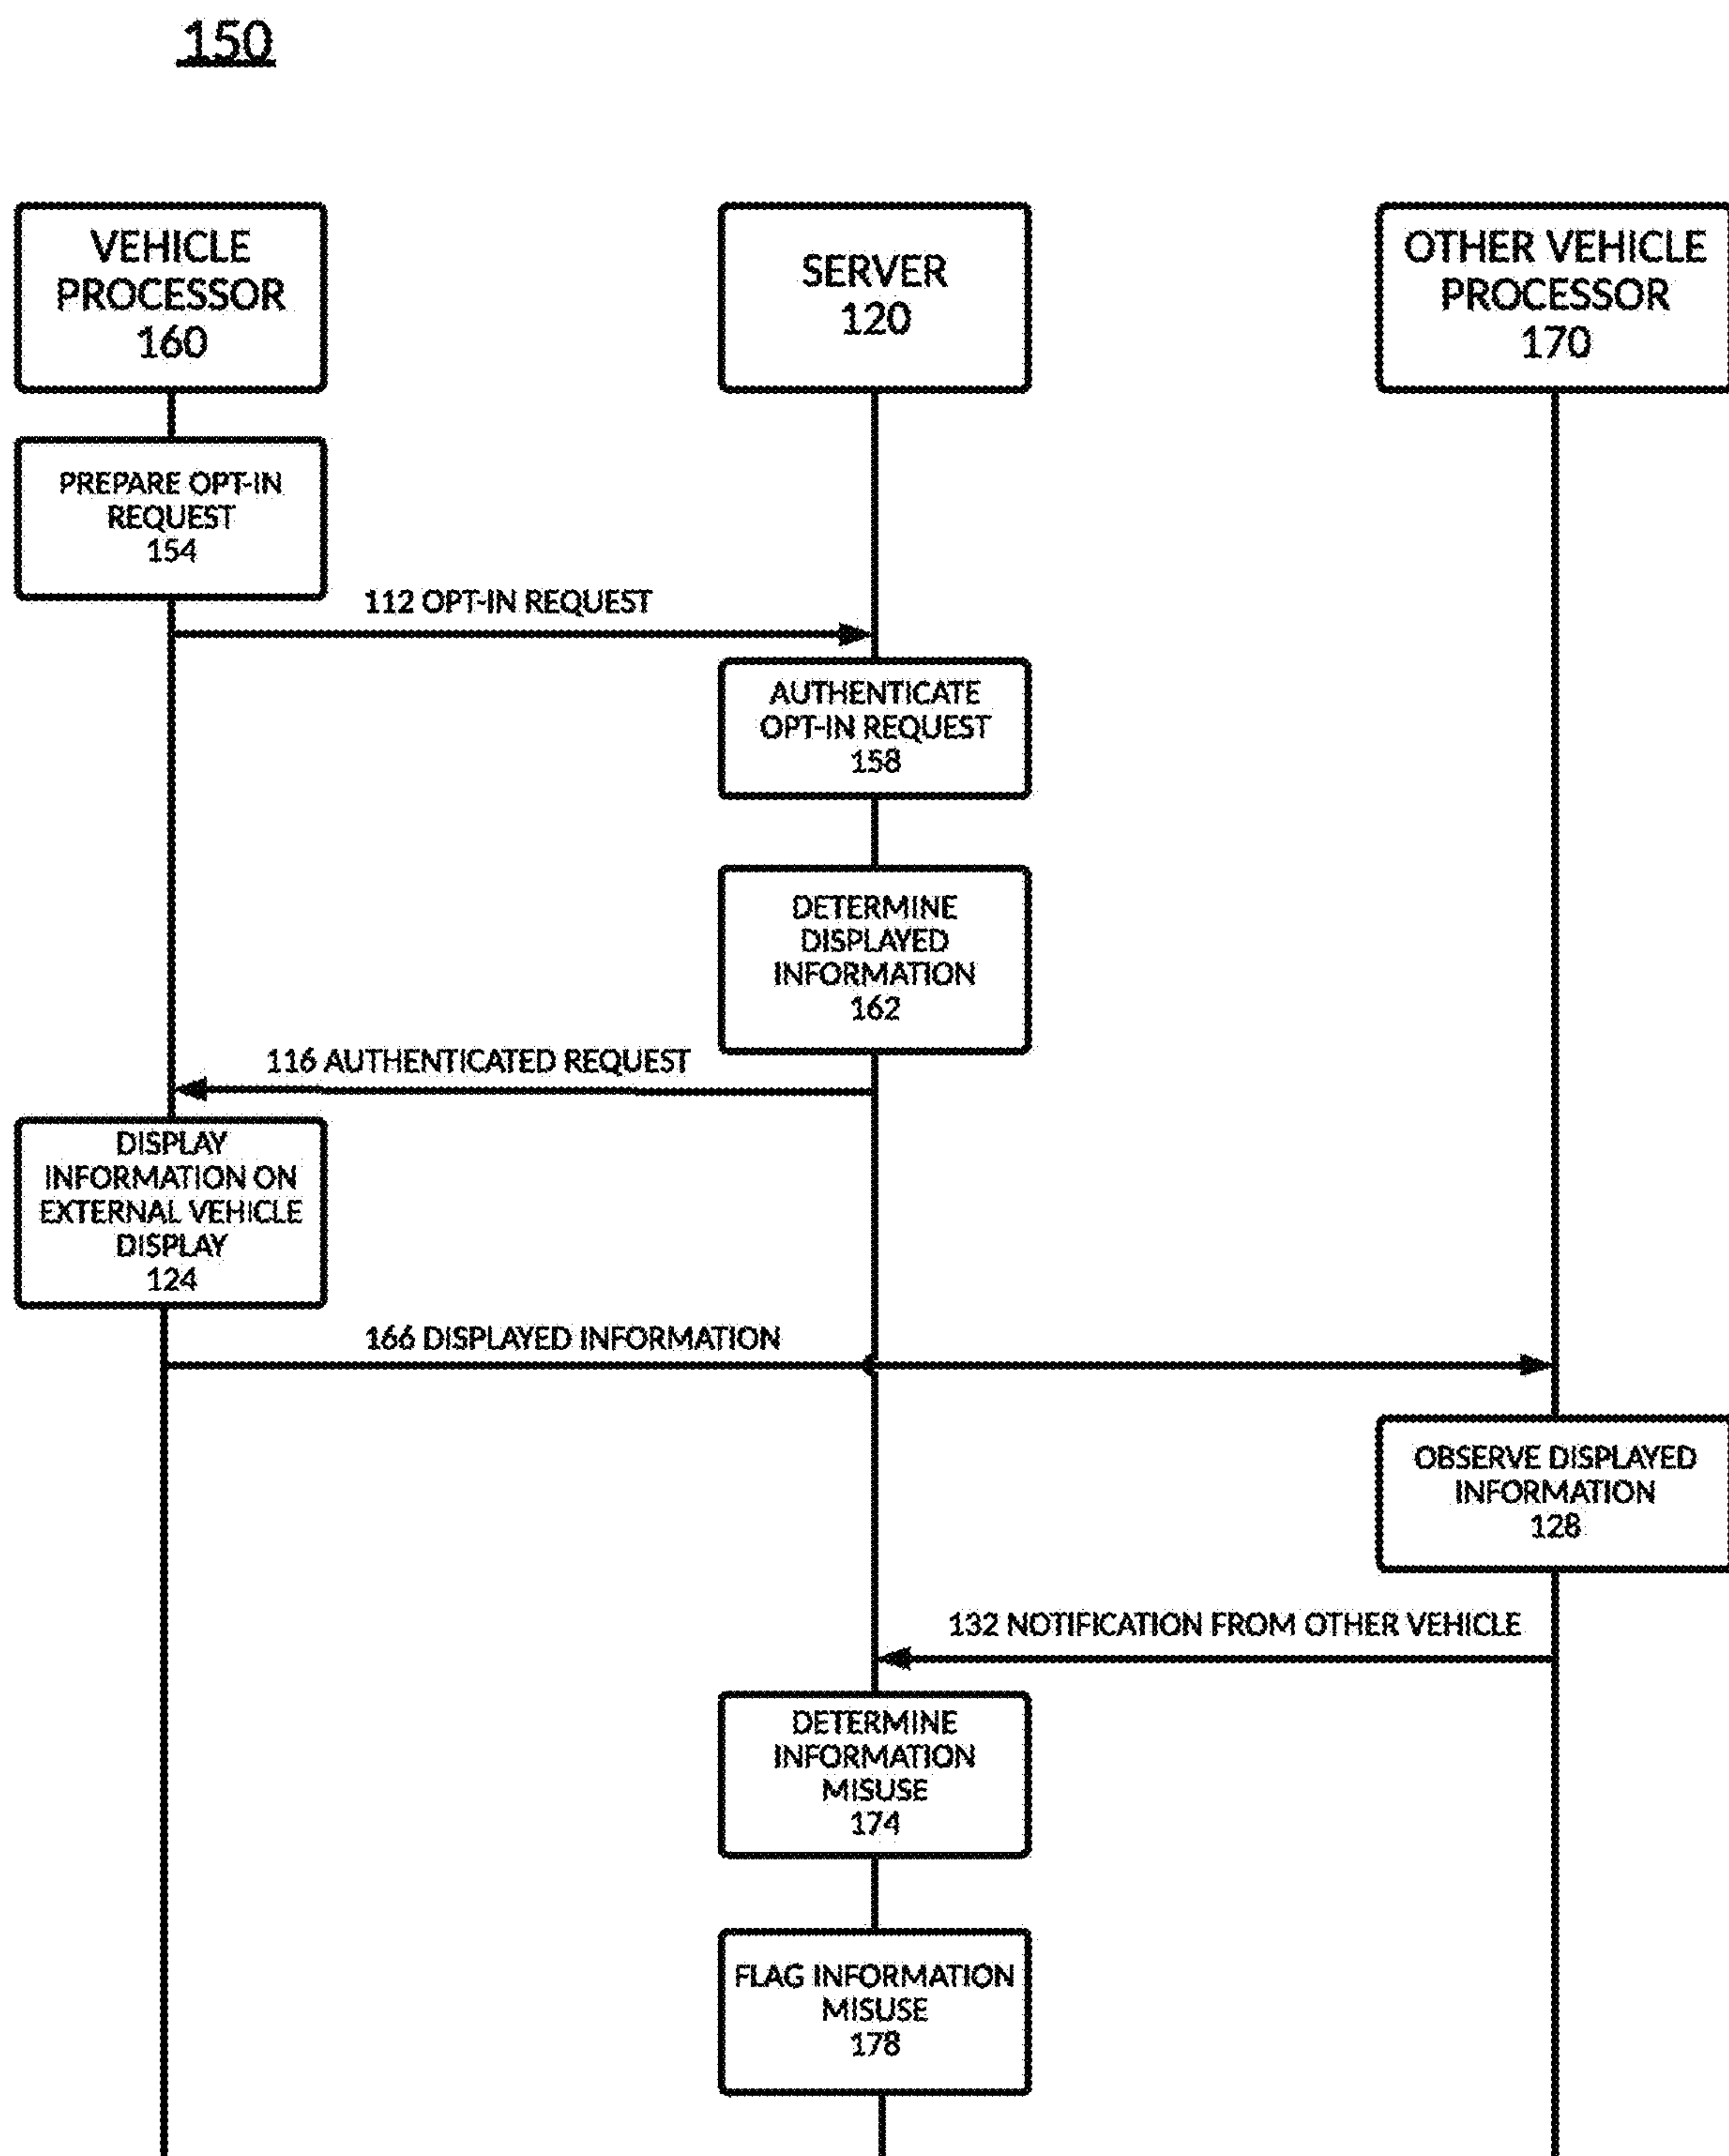 150
VEHICLE
PROCESSOR
160
SERVER
120
OTHER VEHICLE
PROCESSOR
170
PREPARE OPT-IN
REQUEST
154
112 OPT-IN REQUEST
AUTHENTICATE
OPT-IN REQUEST
158
DETERMINE
DISPLAYED
INFORMATION
162
116 AUTHENTICATED REQUEST
DISPLAY
INFORMATION ON
EXTERNAL VEHICLE
DISPLAY
124
166 DISPLAYED INFORMATION
OBSERVE DISPLAYED
INFORMATION
128
132 NOTIFICATION FROM OTHER VEHICLE
DETERMINE
INFORMATION
MISUSE
174
FLAG INFORMATION
MISUSE
178